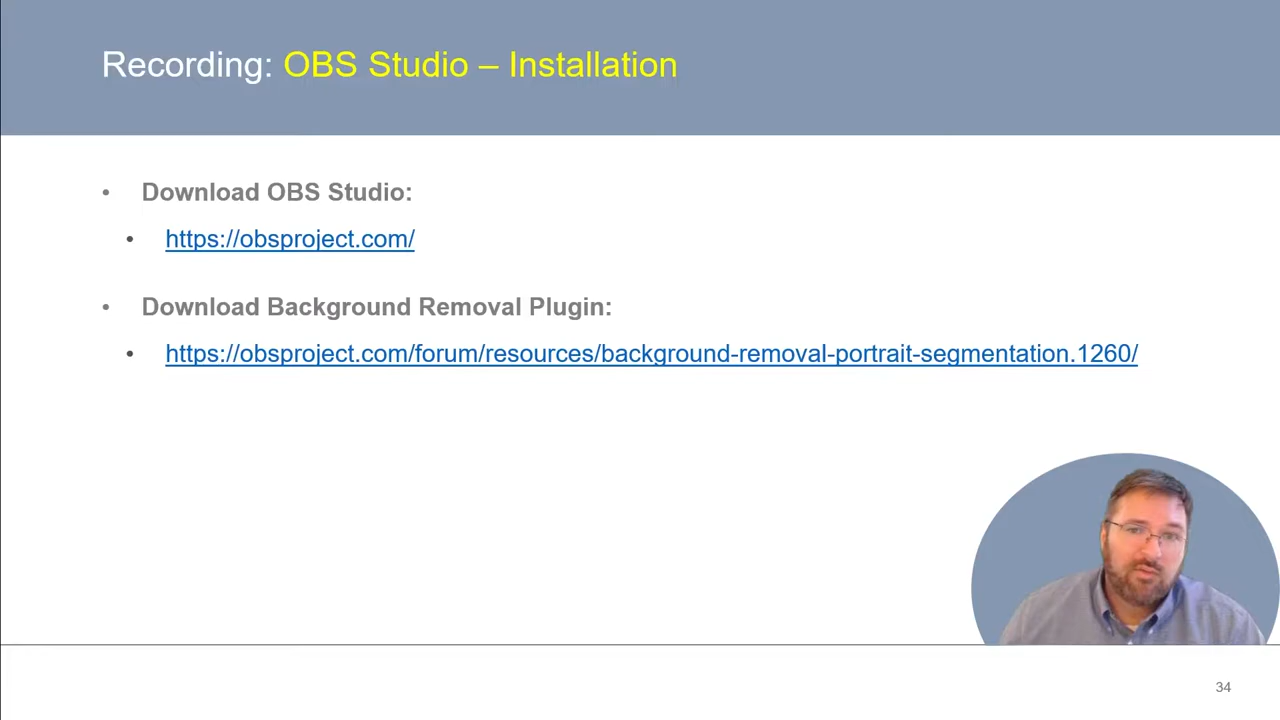 Recording: OBS Studio – Installation
• Download OBS Studio:
• https://obsproject.com/
• Download Background Removal Plugin:
• https://obsproject.com/forum/resources/background-removal-portrait-segmentation.1260/
34